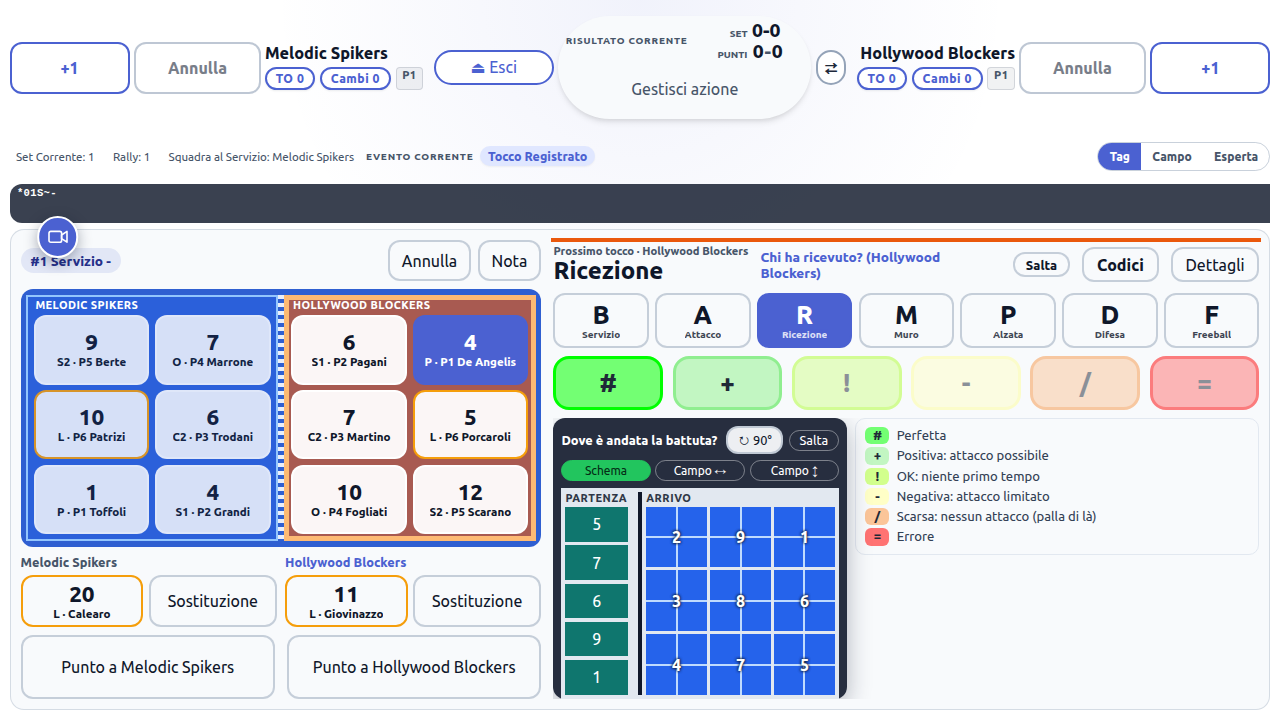 +1
Annulla
Melodic Spikers
TO 0
Cambi 0
P1
⏏ Esci
RISULTATO CORRENTE
SET 0-0
PUNTI 0-0
Gestisci azione
⇄
Hollywood Blockers
TO 0
Cambi 0
P1
Annulla
+1
Set Corrente: 1
Rally: 1
Squadra al Servizio: Melodic Spikers
EVENTO CORRENTE
Tocco Registrato
Tag
Campo
Esperta
*01S~-
#1 Servizio -
Annulla
Nota
MELODIC SPIKERS
9
S2 · P5 Berte
7
O · P4 Marrone
10
L · P6 Patrizi
6
C2 · P3 Trodani
1
P · P1 Toffoli
4
S1 · P2 Grandi
HOLLYWOOD BLOCKERS
6
S1 · P2 Pagani
4
P · P1 De Angelis
7
C2 · P3 Martino
5
L · P6 Porcaroli
10
O · P4 Fogliati
12
S2 · P5 Scarano
Melodic Spikers
20
L · Calearo
Sostituzione
Hollywood Blockers
11
L · Giovinazzo
Sostituzione
Punto a Melodic Spikers
Punto a Hollywood Blockers
Prossimo tocco · Hollywood Blockers
Ricezione
Chi ha ricevuto? (Hollywood
Blockers)
Salta
Codici
Dettagli
B
Servizio
A
Attacco
R
Ricezione
M
Muro
P
Alzata
D
Difesa
F
Freeball
#
+
!
-
/
=
Dove è andata la battuta?
↻ 90°
Salta
Schema
Campo ↔
Campo ↕
PARTENZA
ARRIVO
5
7
6
9
1
2 9 1
3 8 6
4 7 5
# Perfetta
+ Positiva: attacco possibile
! OK: niente primo tempo
- Negativa: attacco limitato
/ Scarsa: nessun attacco (palla di là)
= Errore